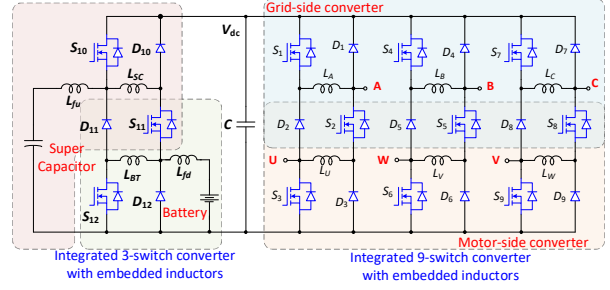 Grid-side converter
S10
D10
Vdc
S1
D1
S4
D4
S7
D7
LSC
LA
A
LB
B
LC
C
Lfu
D11
S11
C
D2
S2
D5
S5
D8
S8
Super
Capacitor
LBT
Lfd
U
LU
W
LV
V
LW
S12
D12
Battery
S3
D3
S6
D6
S9
D9
Motor-side converter
Integrated 3-switch converter
with embedded inductors
Integrated 9-switch converter
with embedded inductors